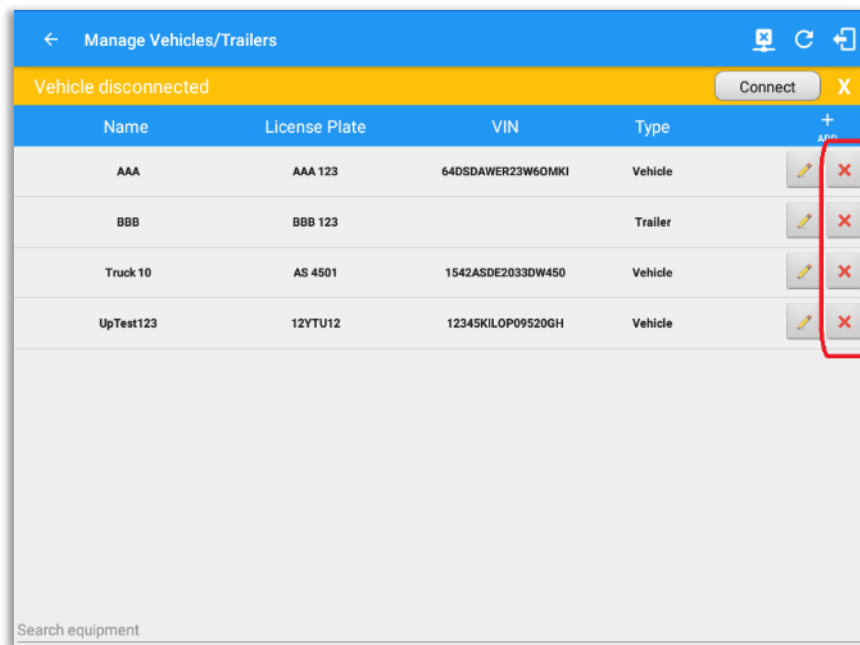 Manage Vehicles/Trailers
Vehicle disconnected Connect X
Name License Plate VIN Type ADD
AAA AAA 123 64DSDAWER23W6OMKI Vehicle
BBB BBB 123 Trailer
Truck 10 AS 4501 1542ASDE2033DW450 Vehicle
UpTest123 12YTU12 12345KILOP09520GH Vehicle
Search equipment